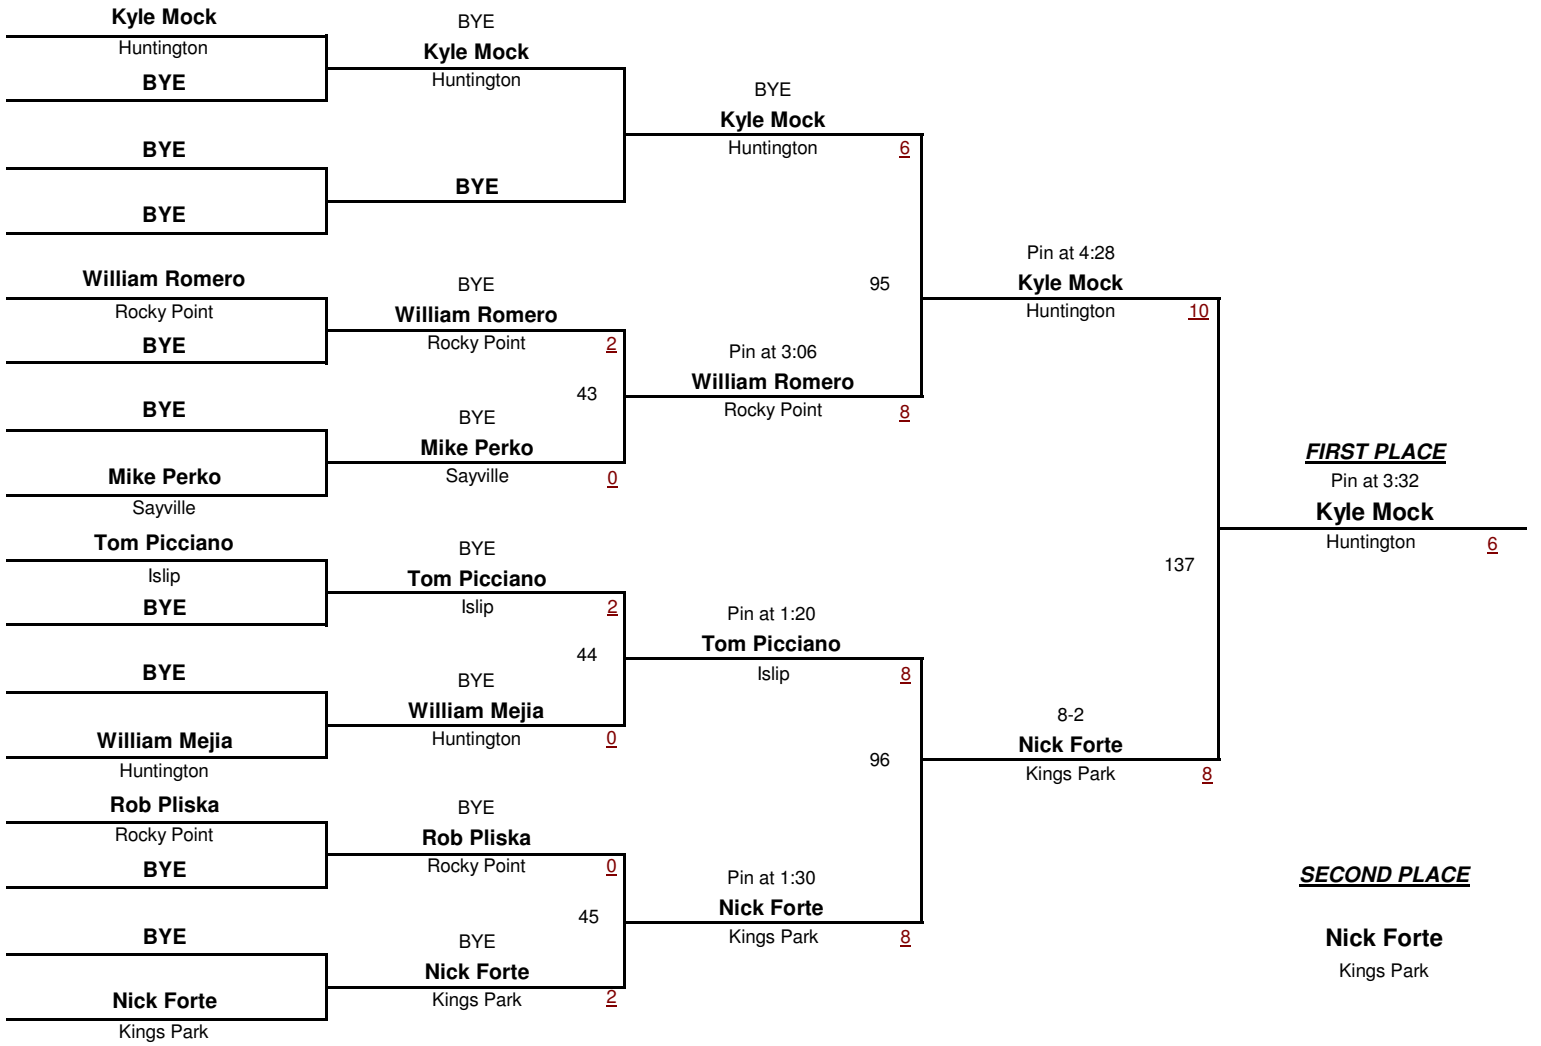 Kyle Mock
Huntington
BYE
BYE
BYE
William Romero
Rocky Point
BYE
BYE
Mike Perko
Sayville
Tom Picciano
Islip
BYE
BYE
William Mejia
Huntington
Rob Pliska
Rocky Point
BYE
BYE
Nick Forte
Kings Park
BYE
Kyle Mock
Huntington
BYE
BYE
William Romero
Rocky Point
2
43
BYE
Mike Perko
Sayville
0
BYE
Tom Picciano
Islip
2
44
BYE
William Mejia
Huntington
0
BYE
Rob Pliska
Rocky Point
0
45
BYE
Nick Forte
Kings Park
2
BYE
Kyle Mock
Huntington
6
95
Pin at 3:06
William Romero
Rocky Point
8
Pin at 1:20
Tom Picciano
Islip
8
96
Pin at 1:30
Nick Forte
Kings Park
8
Pin at 4:28
Kyle Mock
Huntington
10
137
8-2
Nick Forte
Kings Park
8
FIRST PLACE
Pin at 3:32
Kyle Mock
Huntington
6
SECOND PLACE
Nick Forte
Kings Park